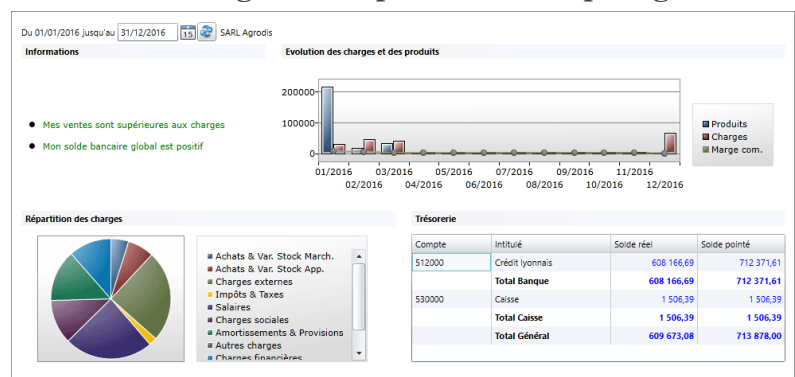 Du 01/01/2016 jusqu'au 31/12/2016 15 SARL Agrodis
Informations
Mes ventes sont supérieures aux charges
Mon solde bancaire global est positif
Evolution des charges et des produits
200000
100000
0
01/2016 03/2016 05/2016 07/2016 09/2016 11/2016
02/2016 04/2016 06/2016 08/2016 10/2016 12/2016
Produits
Charges
Marge com.
Répartition des charges
Achats & Var. Stock March.
Achats & Var. Stock App.
Charges externes
Impôts & Taxes
Salaires
Charges sociales
Amortissements & Provisions
Autres charges
Charges financières
Trésorerie
Compte Intitulé Solde réel Solde pointé
512000 Crédit lyonnais 608 166,69 712 371,61
Total Banque 608 166,69 712 371,61
530000 Caisse 1 506,39 1 506,39
Total Caisse 1 506,39 1 506,39
Total Général 609 673,08 713 878,00